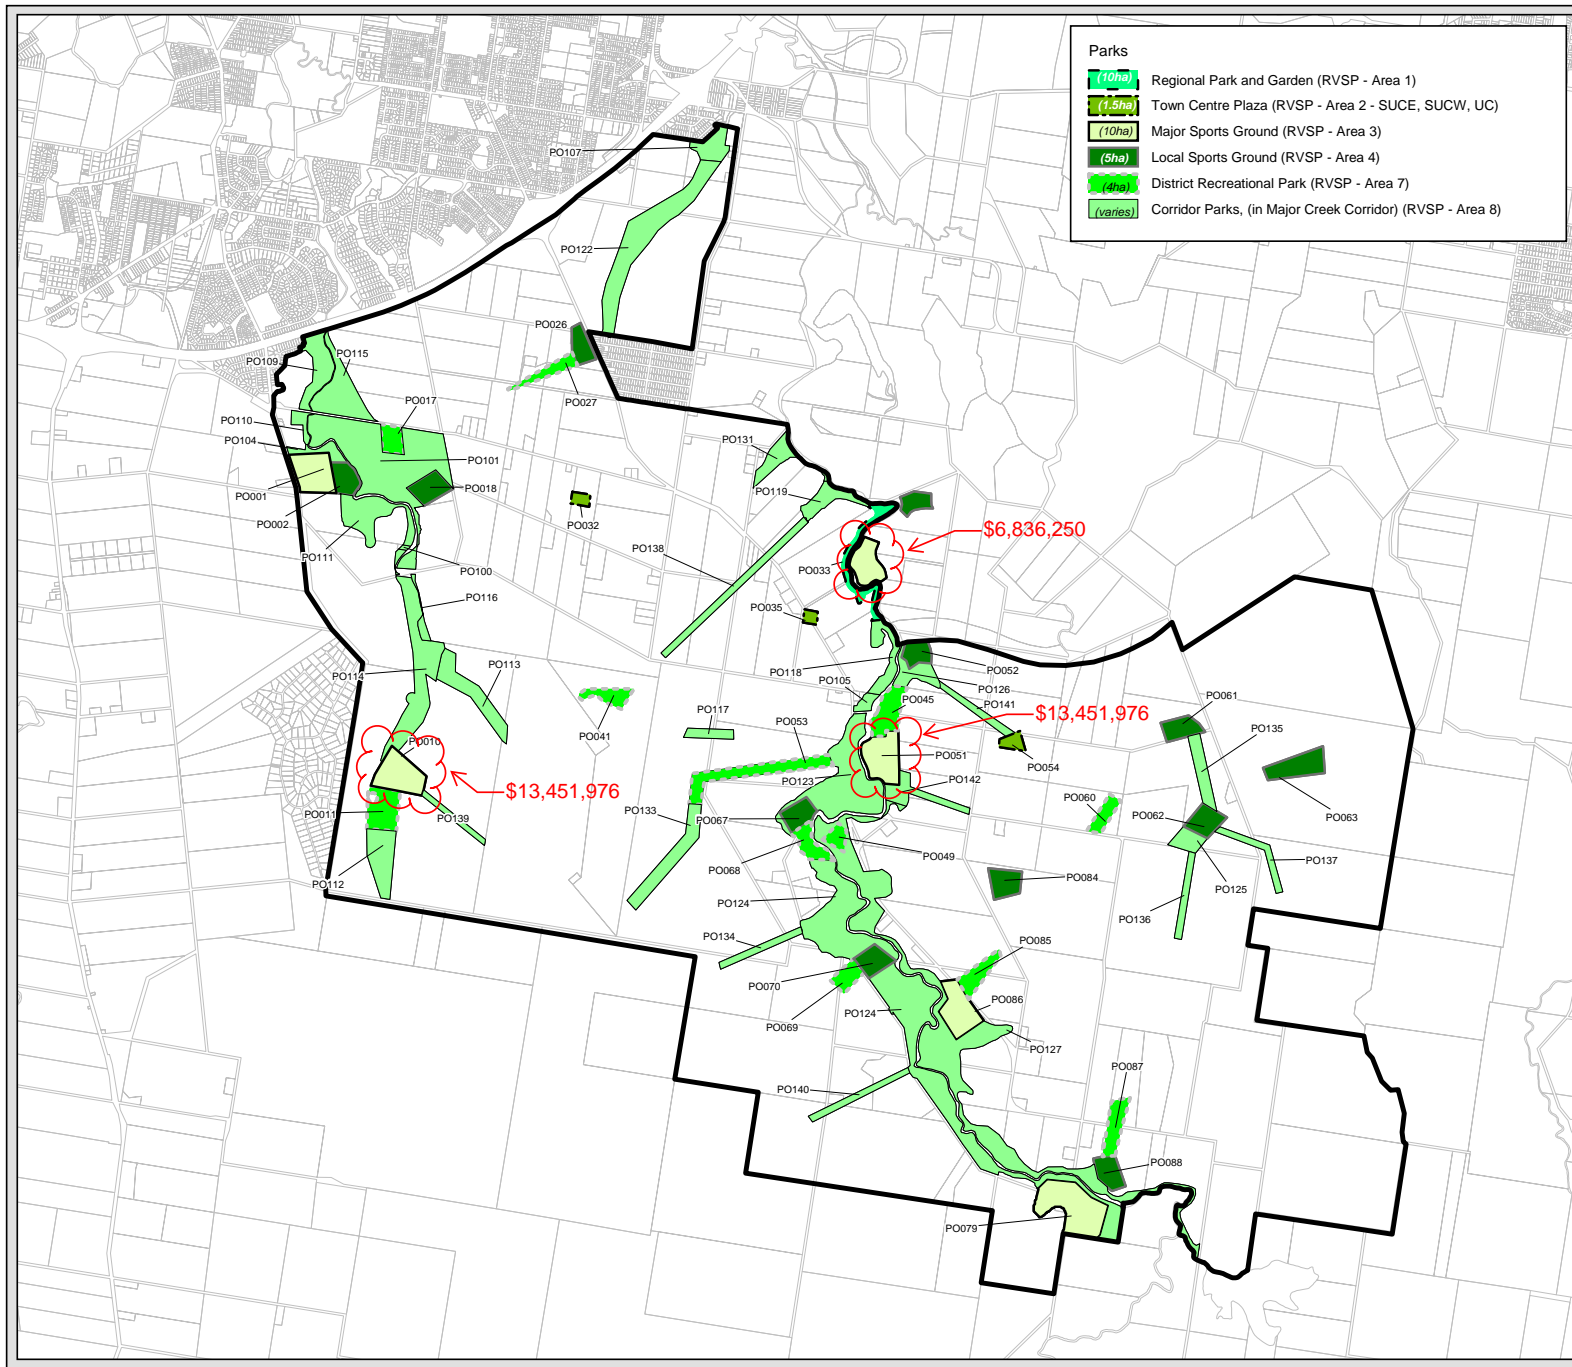 Parks
(10ha) Regional Park and Garden (RVSP - Area 1)
(1.5ha) Town Centre Plaza (RVSP - Area 2 - SUCE, SUCW, UC)
(10ha) Major Sports Ground (RVSP - Area 3)
(5ha) Local Sports Ground (RVSP - Area 4)
(4ha) District Recreational Park (RVSP - Area 7)
(varies) Corridor Parks, (in Major Creek Corridor) (RVSP - Area 8)
PO107
PO122
PO026
PO027
PO115
PO109
PO017
PO110
PO104
PO101
PO001
PO018
PO002
PO111
PO032
PO131
PO119
PO138
PO033
$6,836,250
PO100
PO116
PO035
PO113
PO114
PO118
PO052
PO105
PO126
PO045
PO141
PO041
PO117
PO053
$13,451,976
PO061
PO135
PO010
PO051
PO054
PO123
PO142
$13,451,976
PO011
PO139
PO133
PO067
PO060
PO062
PO063
PO068
PO049
PO112
PO084
PO137
PO125
PO124
PO136
PO134
PO085
PO070
PO069
PO086
PO124
PO127
PO087
PO140
PO088
PO079